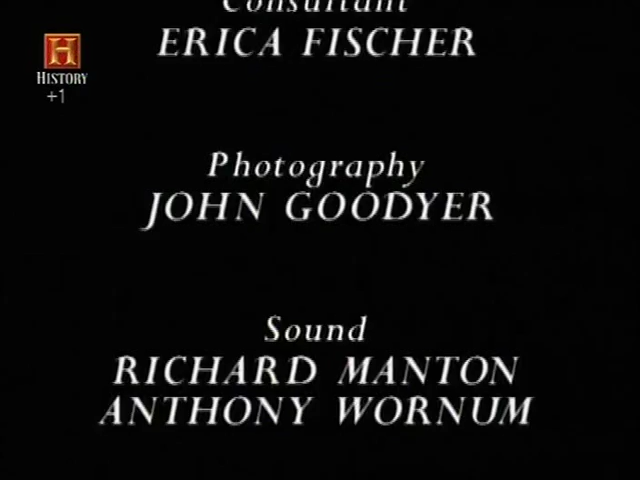 Consultant
ERICA FISCHER
H
HISTORY
+1
Photography
JOHN GOODYER
Sound
RICHARD MANTON
ANTHONY WORNUM